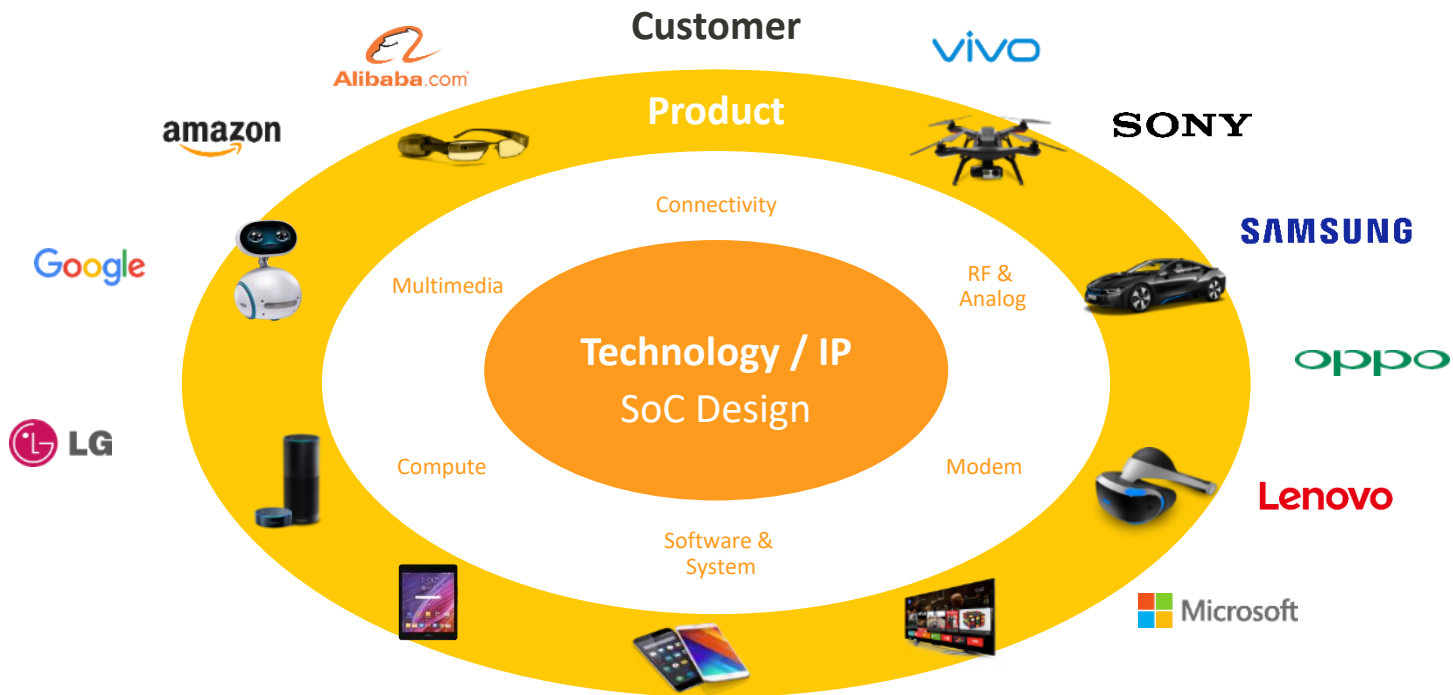 Customer
Alibaba.com
vivo
amazon
Product
SONY
Connectivity
SAMSUNG
Google
Multimedia
RF &
Analog
Technology / IP
SoC Design
oppo
LG
Compute
Modem
Lenovo
Software &
System
Microsoft